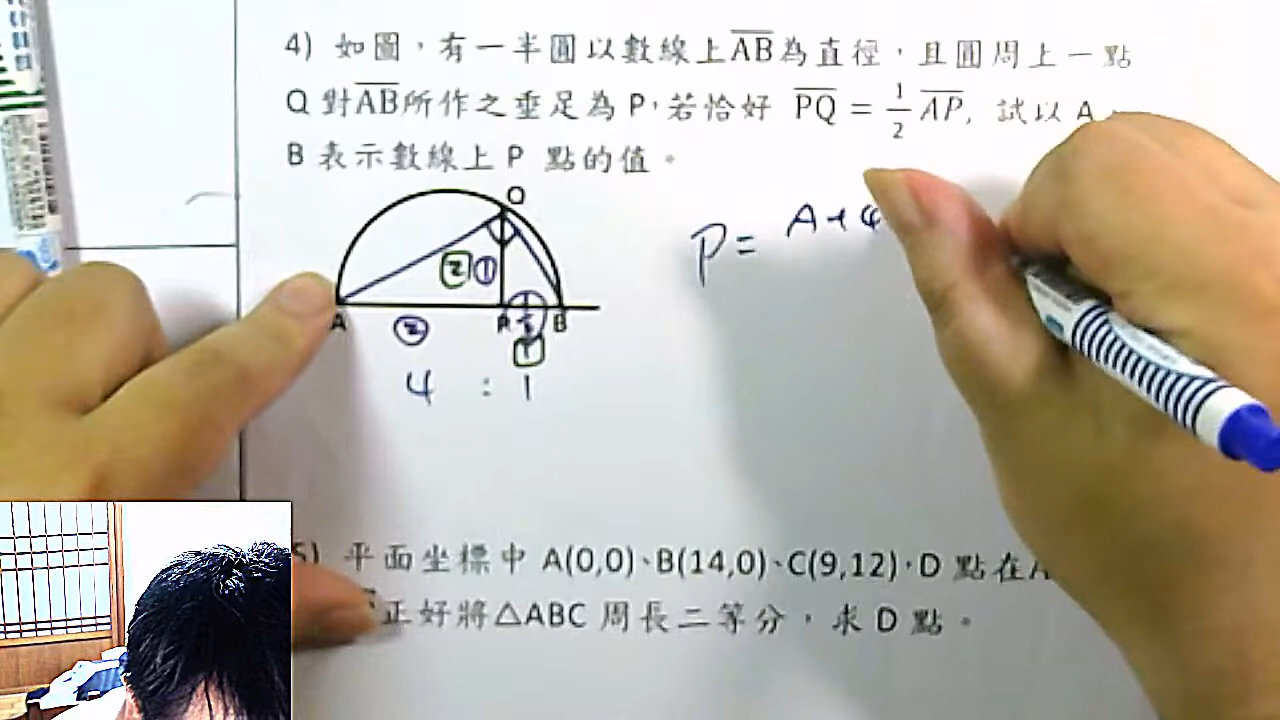 4) 如圖，有一半圓以數線上AB為直徑，且圓周上一點
Q 對AB所作之垂足為 P，若恰好 PQ = 1/2 AP, 試以 A
B 表示數線上 P 點的值。
Q
P = A + 4
2 1
A P B
2
1
4 : 1
5) 平面坐標中 A(0,0)、B(14,0)、C(9,12)，D 點在
正好將△ABC 周長二等分，求 D 點。